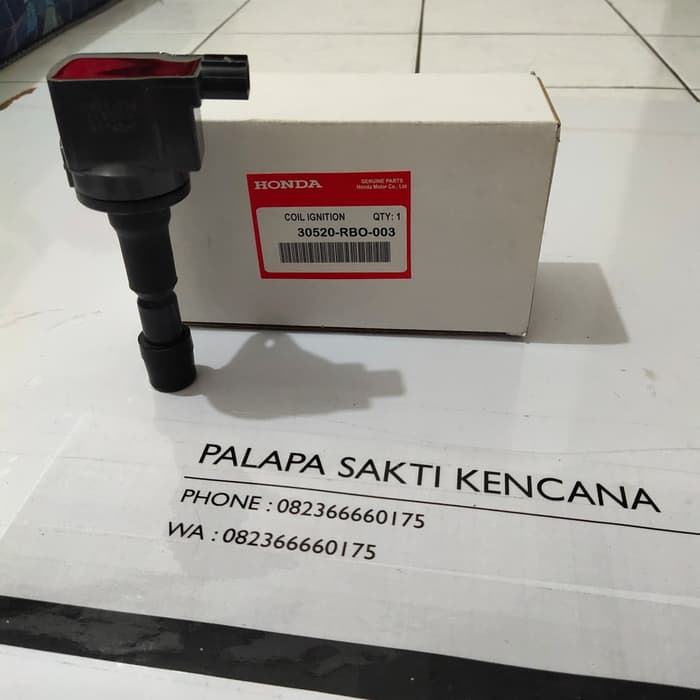 HONDA
GENUINE PARTS
Honda Motor Co., Ltd
COIL IGNITION QTY: 1
30520-RBO-003
PALAPA SAKTI KENCANA
PHONE : 082366660175
WA : 082366660175